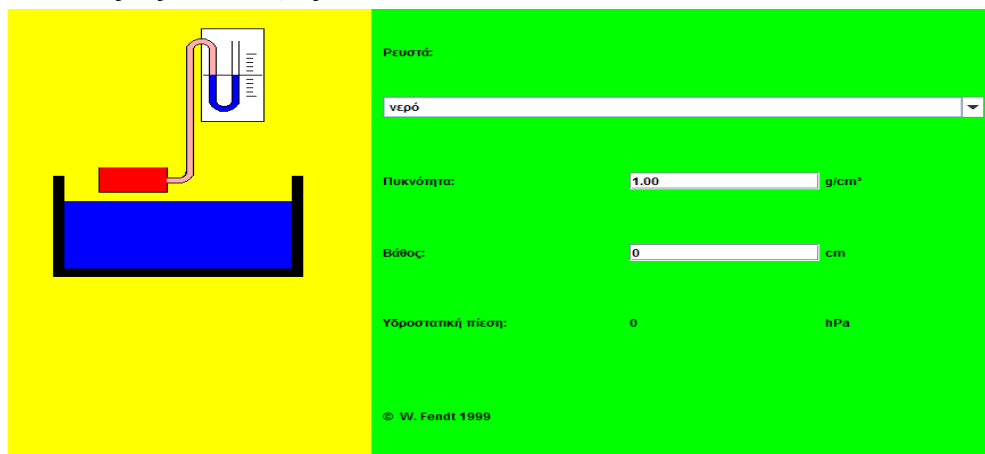 Ρευστά:
νερό
Πυκνότητα: 1.00 g/cm³
Βάθος: 0 cm
Υδροστατική πίεση: 0 hPa
© W. Fendt 1999